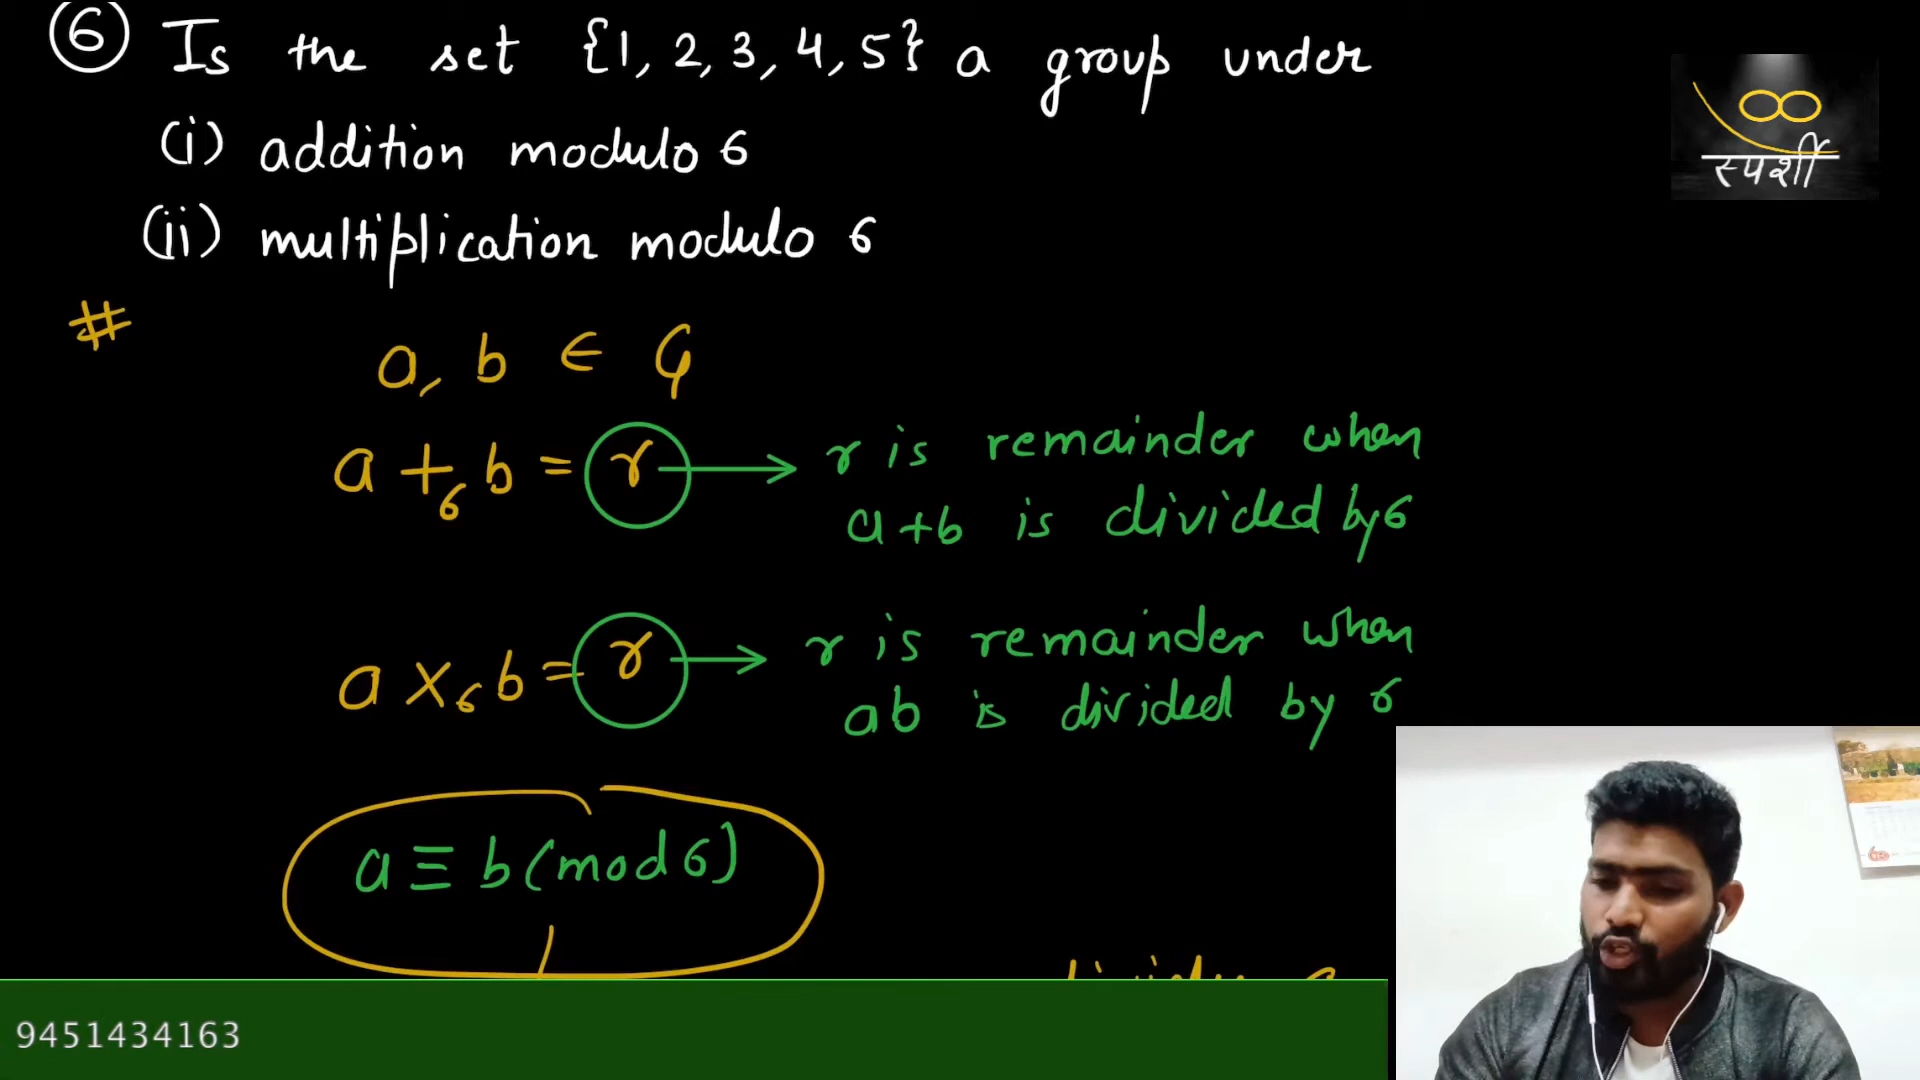 ⑥ Is the set {1, 2, 3, 4, 5} a group under
(i) addition modulo 6
(ii) multiplication modulo 6
स्पर्शी
#
a, b ∈ G
a +₆ b = r → r is remainder when
a+b is divided by 6
a ×₆ b = r → r is remainder when
ab is divided by 6
a ≡ b (mod 6)
9451434163